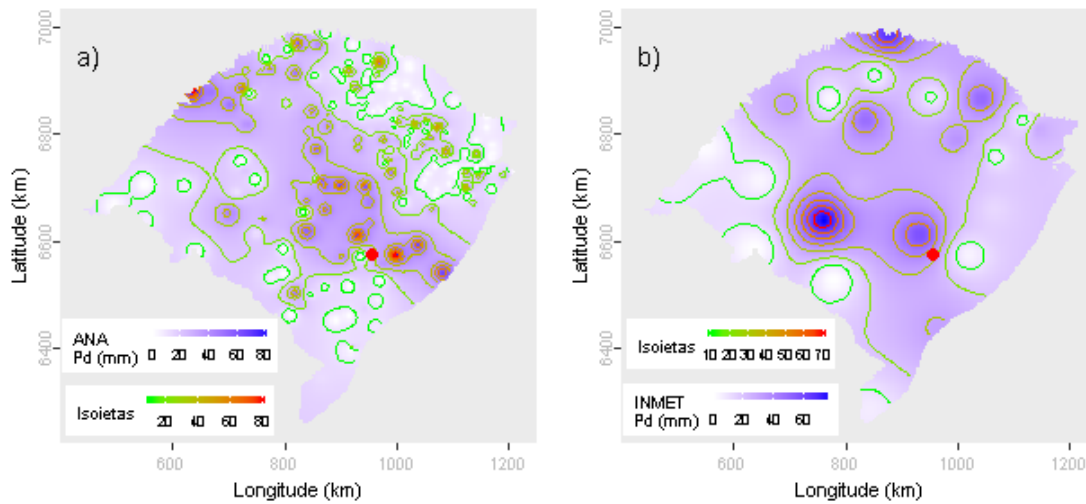 a)
7000
6800
6600
6400
Latitude (km)
ANA
Pd (mm) 0 20 40 60 80
Isoietas
20 40 60 80
600 800 1000 1200
Longitude (km)
b)
7000
6800
6600
6400
Latitude (km)
Isoietas
10 20 30 40 50 60 70
INMET
Pd (mm) 0 20 40 60
600 800 1000 1200
Longitude (km)